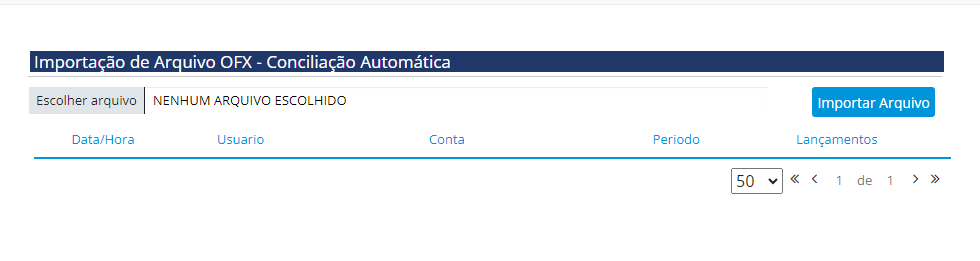 Importação de Arquivo OFX - Conciliação Automática
Escolher arquivo NENHUM ARQUIVO ESCOLHIDO Importar Arquivo
Data/Hora Usuario Conta Periodo Lançamentos
50 « ‹ 1 de 1 › »